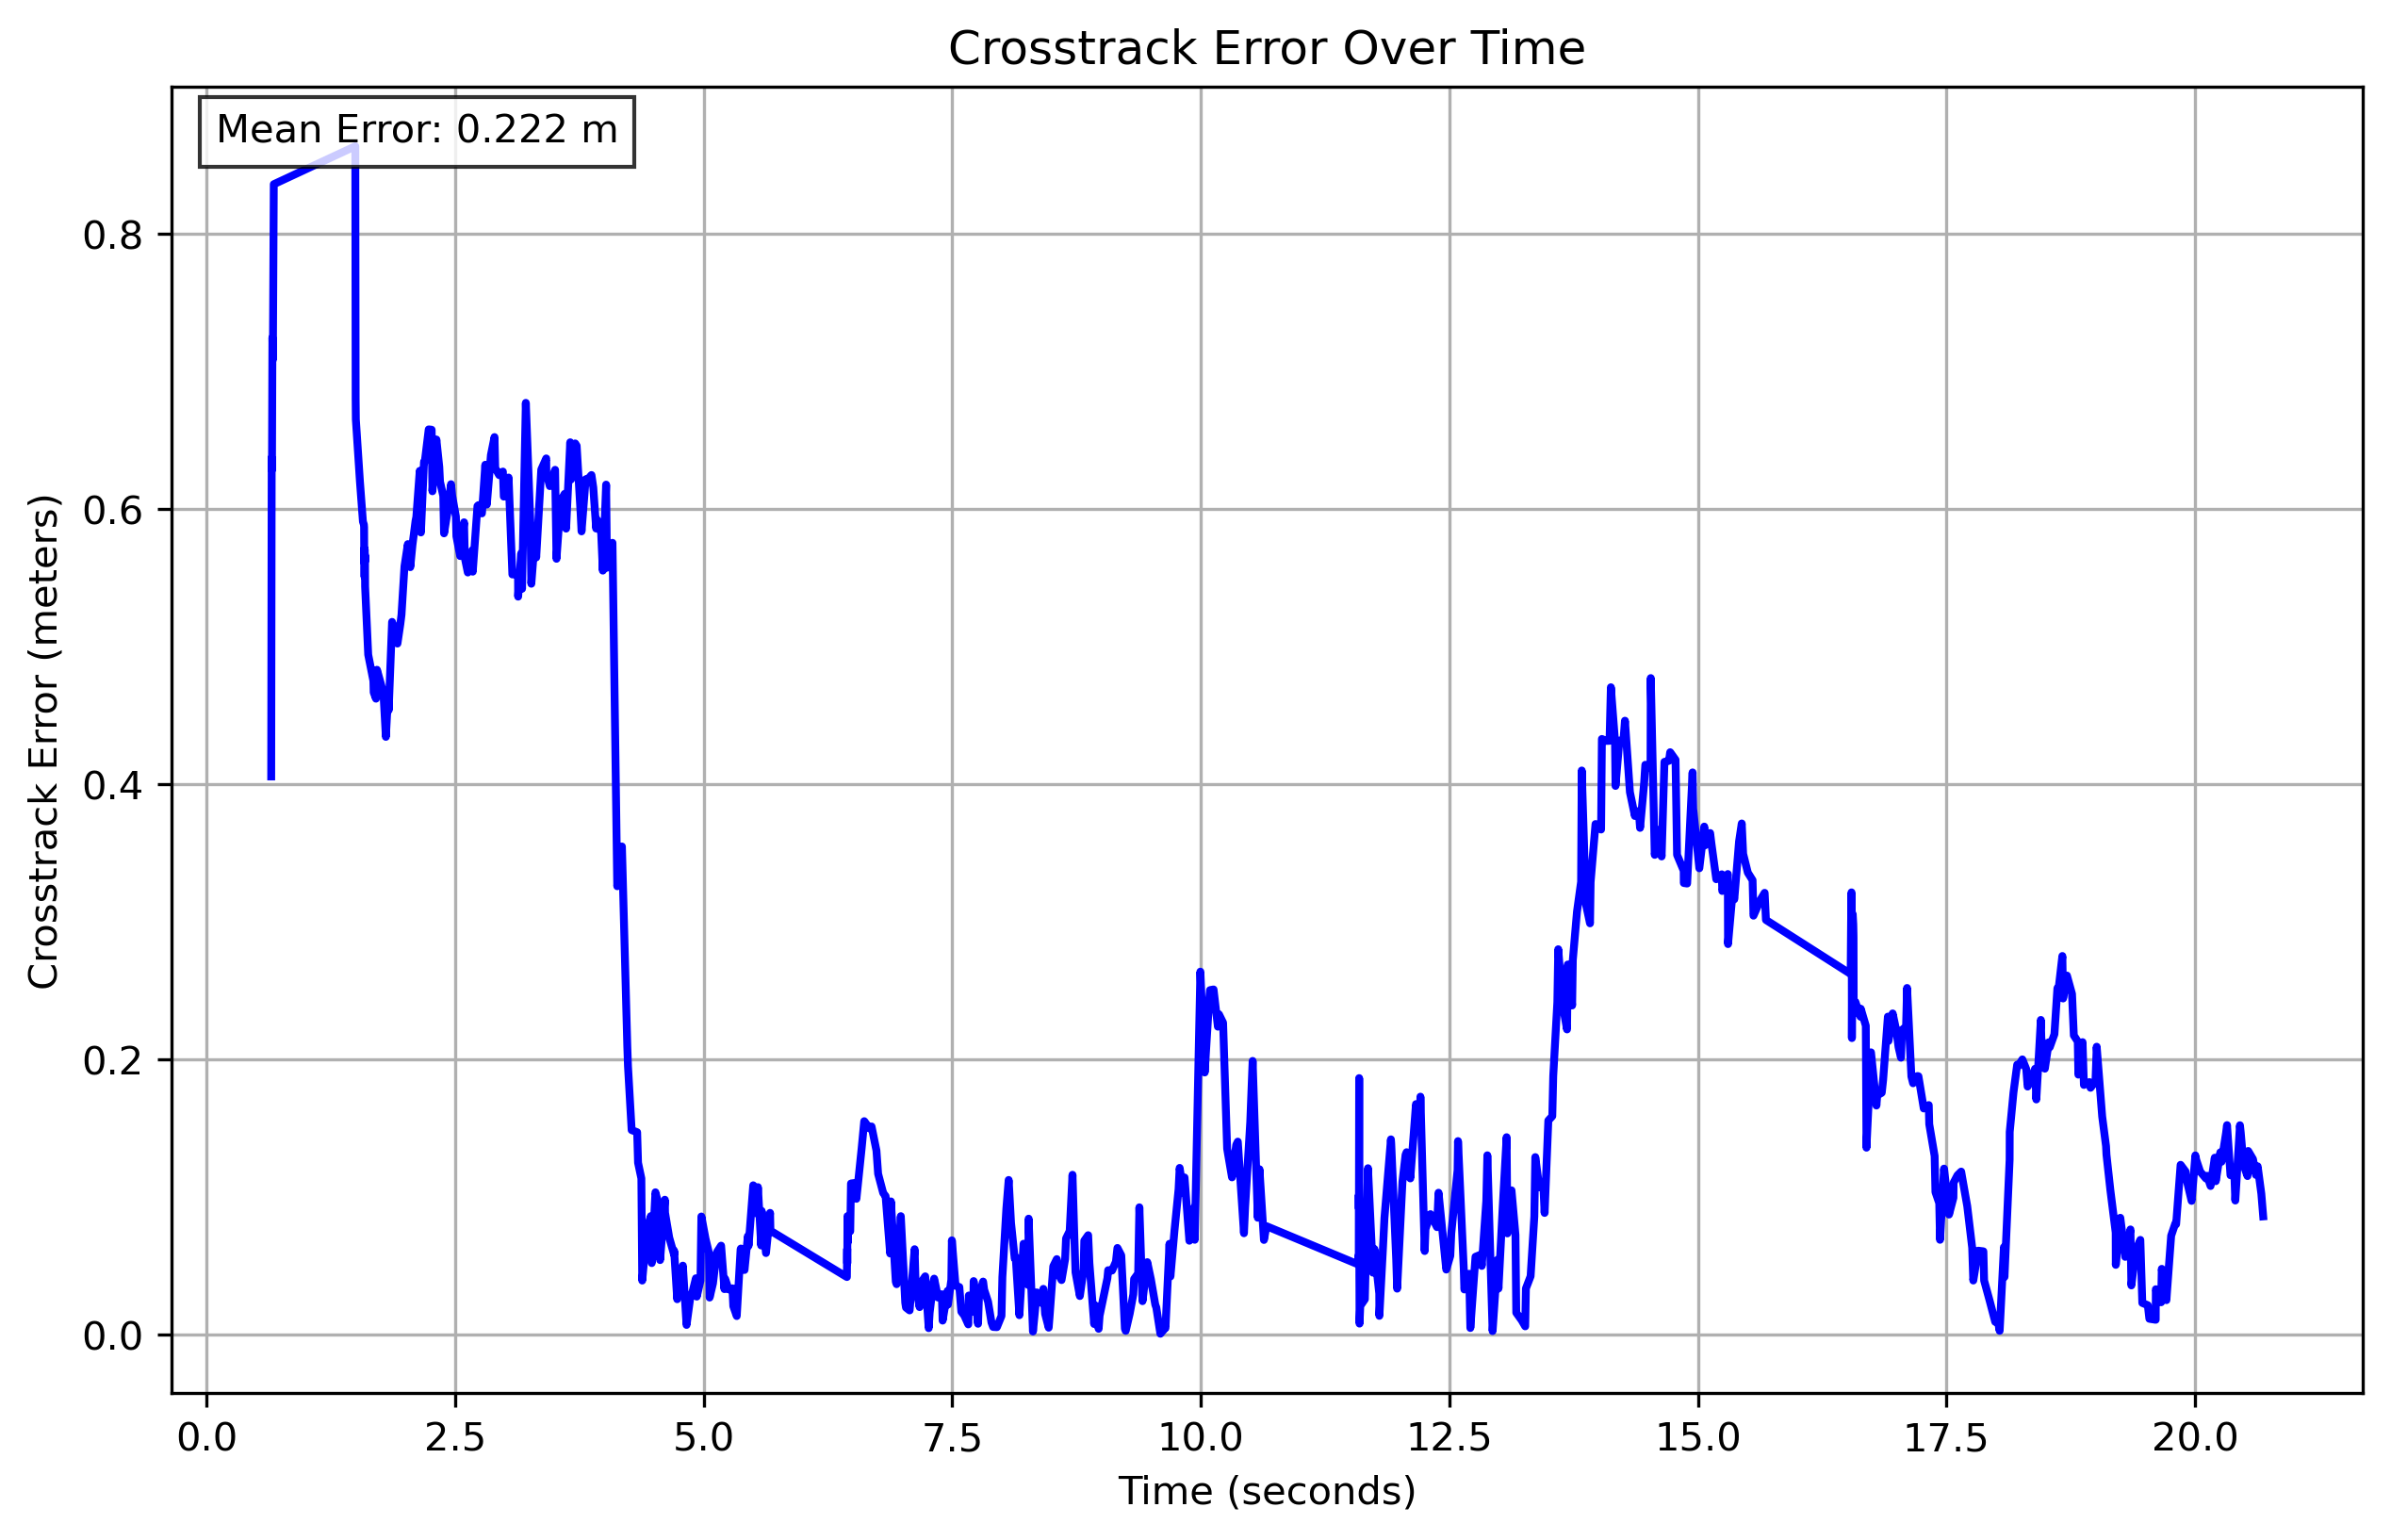 Crosstrack Error Over Time
Mean Error: 0.222 m
Crosstrack Error (meters)
0.8
0.6
0.4
0.2
0.0
0.0 2.5 5.0 7.5 10.0 12.5 15.0 17.5 20.0
Time (seconds)